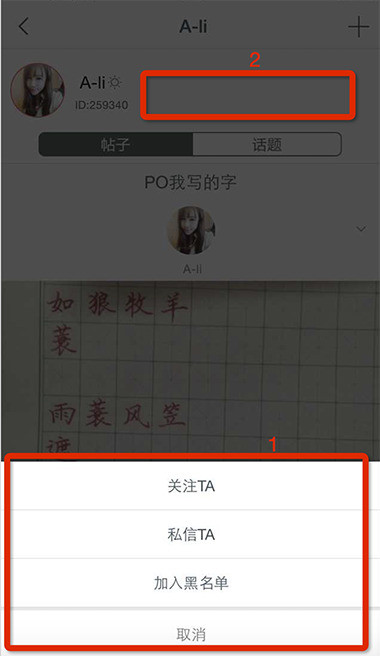 A-li
2
A-li
ID:259340
帖子 话题
PO我写的字
A-li
如狠牧羊
蓑
雨蓑风笠
遮
1
关注TA
私信TA
加入黑名单
取消